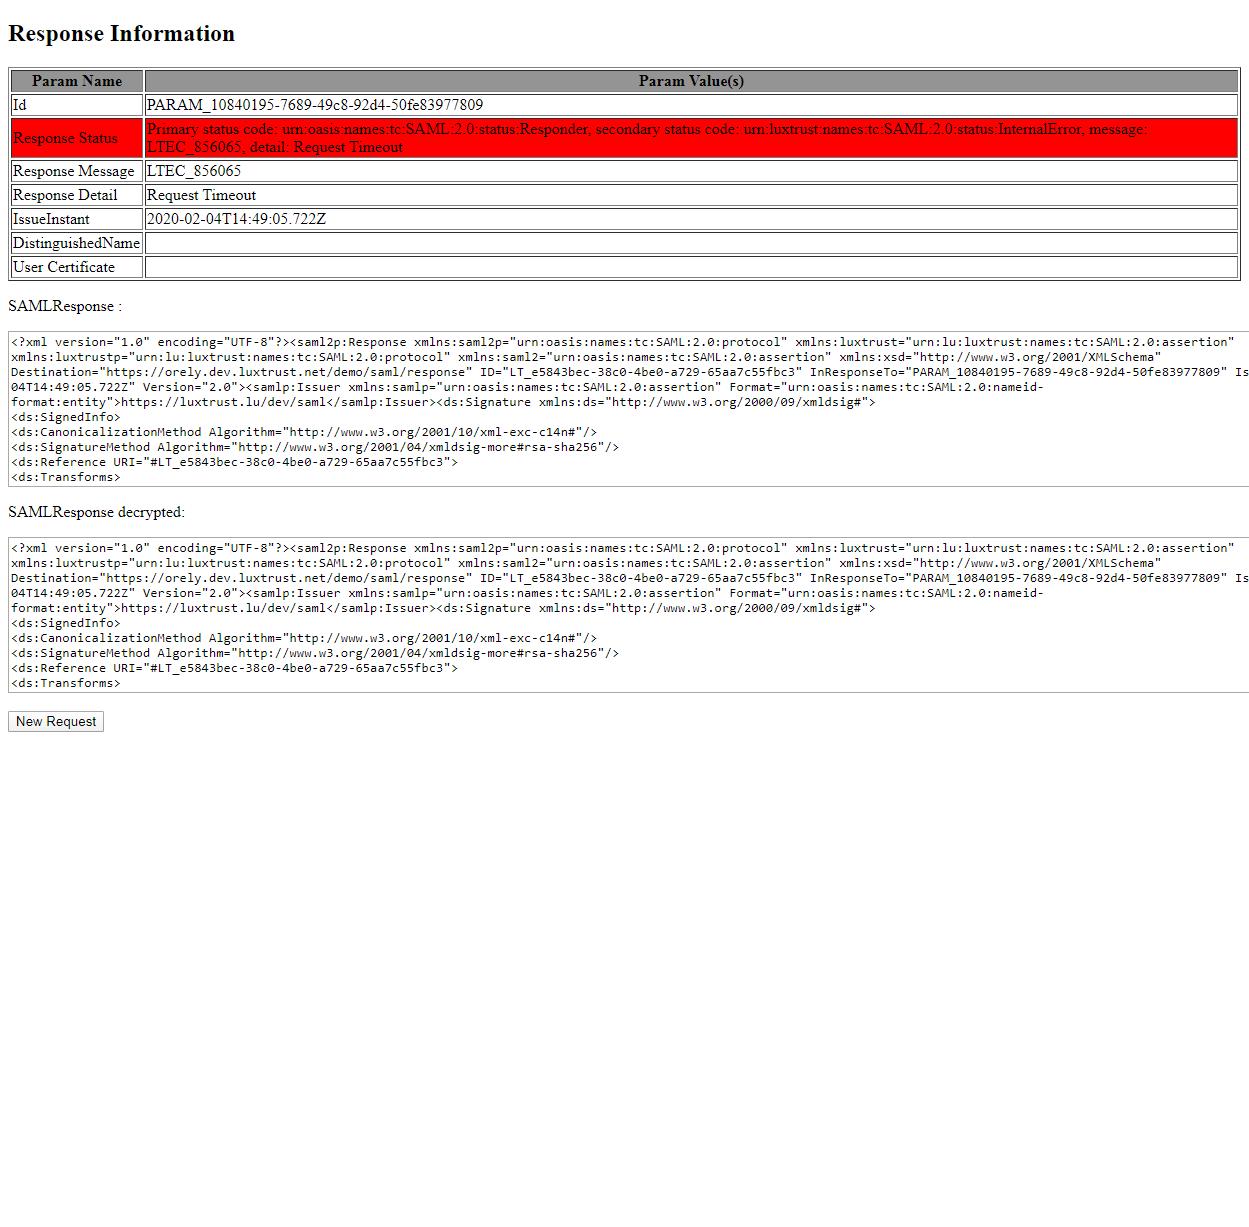 Response Information
Param Name Param Value(s)
Id PARAM_10840195-7689-49c8-92d4-50fe83977809
Response Status Primary status code: urn:oasis:names:tc:SAML:2.0:status:Responder, secondary status code: urn:luxtrust:names:tc:SAML:2.0:status:InternalError, message:
LTEC_856065, detail: Request Timeout
Response Message LTEC_856065
Response Detail Request Timeout
IssueInstant 2020-02-04T14:49:05.722Z
DistinguishedName
User Certificate
SAMLResponse :
<?xml version="1.0" encoding="UTF-8"?><saml2p:Response xmlns:saml2p="urn:oasis:names:tc:SAML:2.0:protocol" xmlns:luxtrust="urn:lu:luxtrust:names:tc:SAML:2.0:assertion"
xmlns:luxtrustp="urn:lu:luxtrust:names:tc:SAML:2.0:protocol" xmlns:saml2="urn:oasis:names:tc:SAML:2.0:assertion" xmlns:xsd="http://www.w3.org/2001/XMLSchema"
Destination="https://orely.dev.luxtrust.net/demo/saml/response" ID="LT_e5843bec-38c0-4be0-a729-65aa7c55fbc3" InResponseTo="PARAM_10840195-7689-49c8-92d4-50fe83977809" Is
04T14:49:05.722Z" Version="2.0"><samlp:Issuer xmlns:samlp="urn:oasis:names:tc:SAML:2.0:assertion" Format="urn:oasis:names:tc:SAML:2.0:nameid-
format:entity">https://luxtrust.lu/dev/saml</samlp:Issuer><ds:Signature xmlns:ds="http://www.w3.org/2000/09/xmldsig#">
<ds:SignedInfo>
<ds:CanonicalizationMethod Algorithm="http://www.w3.org/2001/10/xml-exc-c14n#"/>
<ds:SignatureMethod Algorithm="http://www.w3.org/2001/04/xmldsig-more#rsa-sha256"/>
<ds:Reference URI="#LT_e5843bec-38c0-4be0-a729-65aa7c55fbc3">
<ds:Transforms>
SAMLResponse decrypted:
<?xml version="1.0" encoding="UTF-8"?><saml2p:Response xmlns:saml2p="urn:oasis:names:tc:SAML:2.0:protocol" xmlns:luxtrust="urn:lu:luxtrust:names:tc:SAML:2.0:assertion"
xmlns:luxtrustp="urn:lu:luxtrust:names:tc:SAML:2.0:protocol" xmlns:saml2="urn:oasis:names:tc:SAML:2.0:assertion" xmlns:xsd="http://www.w3.org/2001/XMLSchema"
Destination="https://orely.dev.luxtrust.net/demo/saml/response" ID="LT_e5843bec-38c0-4be0-a729-65aa7c55fbc3" InResponseTo="PARAM_10840195-7689-49c8-92d4-50fe83977809" Is
04T14:49:05.722Z" Version="2.0"><samlp:Issuer xmlns:samlp="urn:oasis:names:tc:SAML:2.0:assertion" Format="urn:oasis:names:tc:SAML:2.0:nameid-
format:entity">https://luxtrust.lu/dev/saml</samlp:Issuer><ds:Signature xmlns:ds="http://www.w3.org/2000/09/xmldsig#">
<ds:SignedInfo>
<ds:CanonicalizationMethod Algorithm="http://www.w3.org/2001/10/xml-exc-c14n#"/>
<ds:SignatureMethod Algorithm="http://www.w3.org/2001/04/xmldsig-more#rsa-sha256"/>
<ds:Reference URI="#LT_e5843bec-38c0-4be0-a729-65aa7c55fbc3">
<ds:Transforms>
New Request